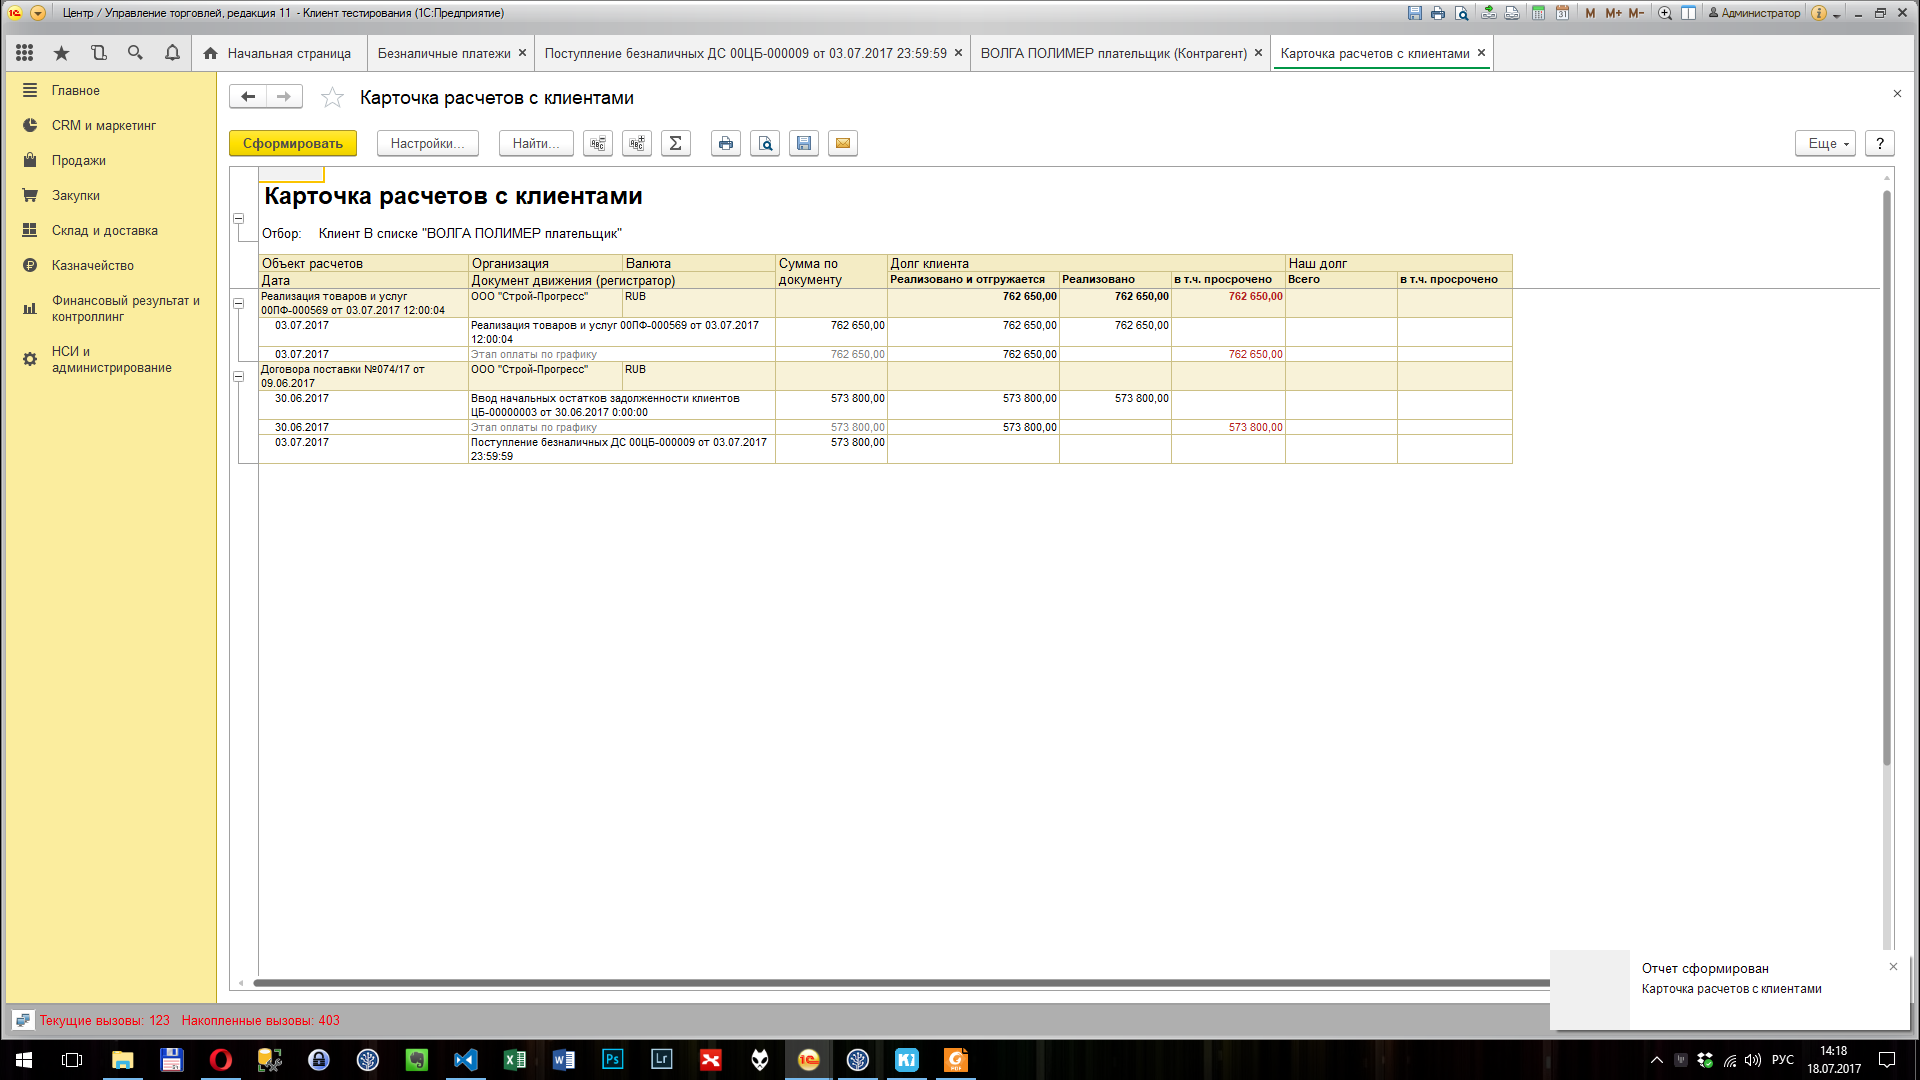 Центр / Управление торговлей, редакция 11 - Клиент тестирования (1С:Предприятие)
M M+ M- Администратор
Начальная страница
Безналичные платежи
Поступление безналичных ДС 00ЦБ-000009 от 03.07.2017 23:59:59
ВОЛГА ПОЛИМЕР плательщик (Контрагент)
Карточка расчетов с клиентами
Главное
CRM и маркетинг
Продажи
Закупки
Склад и доставка
Казначейство
Финансовый результат и
контроллинг
НСИ и
администрирование
Карточка расчетов с клиентами
Сформировать
Настройки...
Найти...
Еще
?
Карточка расчетов с клиентами
Отбор: Клиент В списке "ВОЛГА ПОЛИМЕР плательщик"
Объект расчетов Организация Валюта Сумма по Долг клиента Наш долг
Дата Документ движения (регистратор) документу Реализовано и отгружается Реализовано в т.ч. просрочено Всего в т.ч. просрочено
Реализация товаров и услуг ООО "Строй-Прогресс" RUB 762 650,00 762 650,00 762 650,00
00ПФ-000569 от 03.07.2017 12:00:04
03.07.2017 Реализация товаров и услуг 00ПФ-000569 от 03.07.2017 762 650,00 762 650,00 762 650,00
12:00:04
03.07.2017 Этап оплаты по графику 762 650,00 762 650,00 762 650,00
Договора поставки №074/17 от ООО "Строй-Прогресс" RUB
09.06.2017
30.06.2017 Ввод начальных остатков задолженности клиентов 573 800,00 573 800,00 573 800,00
ЦБ-00000003 от 30.06.2017 0:00:00
30.06.2017 Этап оплаты по графику 573 800,00 573 800,00 573 800,00
03.07.2017 Поступление безналичных ДС 00ЦБ-000009 от 03.07.2017 573 800,00
23:59:59
Отчет сформирован
Карточка расчетов с клиентами
Текущие вызовы: 123 Накопленные вызовы: 403
Ps
Lr
Ki
РУС
14:18
18.07.2017